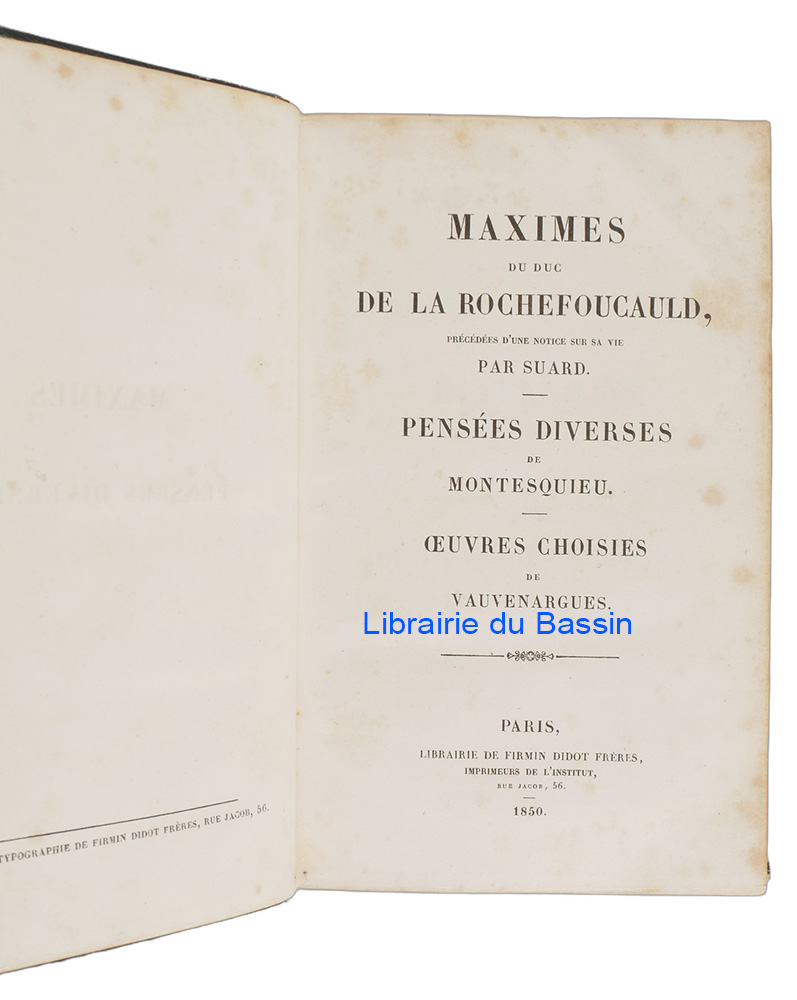 TYPOGRAPHIE DE FIRMIN DIDOT FRÈRES, RUE JACOB, 56.
MAXIMES
DU DUC
DE LA ROCHEFOUCAULD,
PRÉCÉDÉES D'UNE NOTICE SUR SA VIE
PAR SUARD.
PENSÉES DIVERSES
DE
MONTESQUIEU.
ŒUVRES CHOISIES
DE
VAUVENARGUES.
Librairie du Bassin
PARIS,
LIBRAIRIE DE FIRMIN DIDOT FRÈRES,
IMPRIMEURS DE L'INSTITUT,
RUE JACOB, 56.
1850.